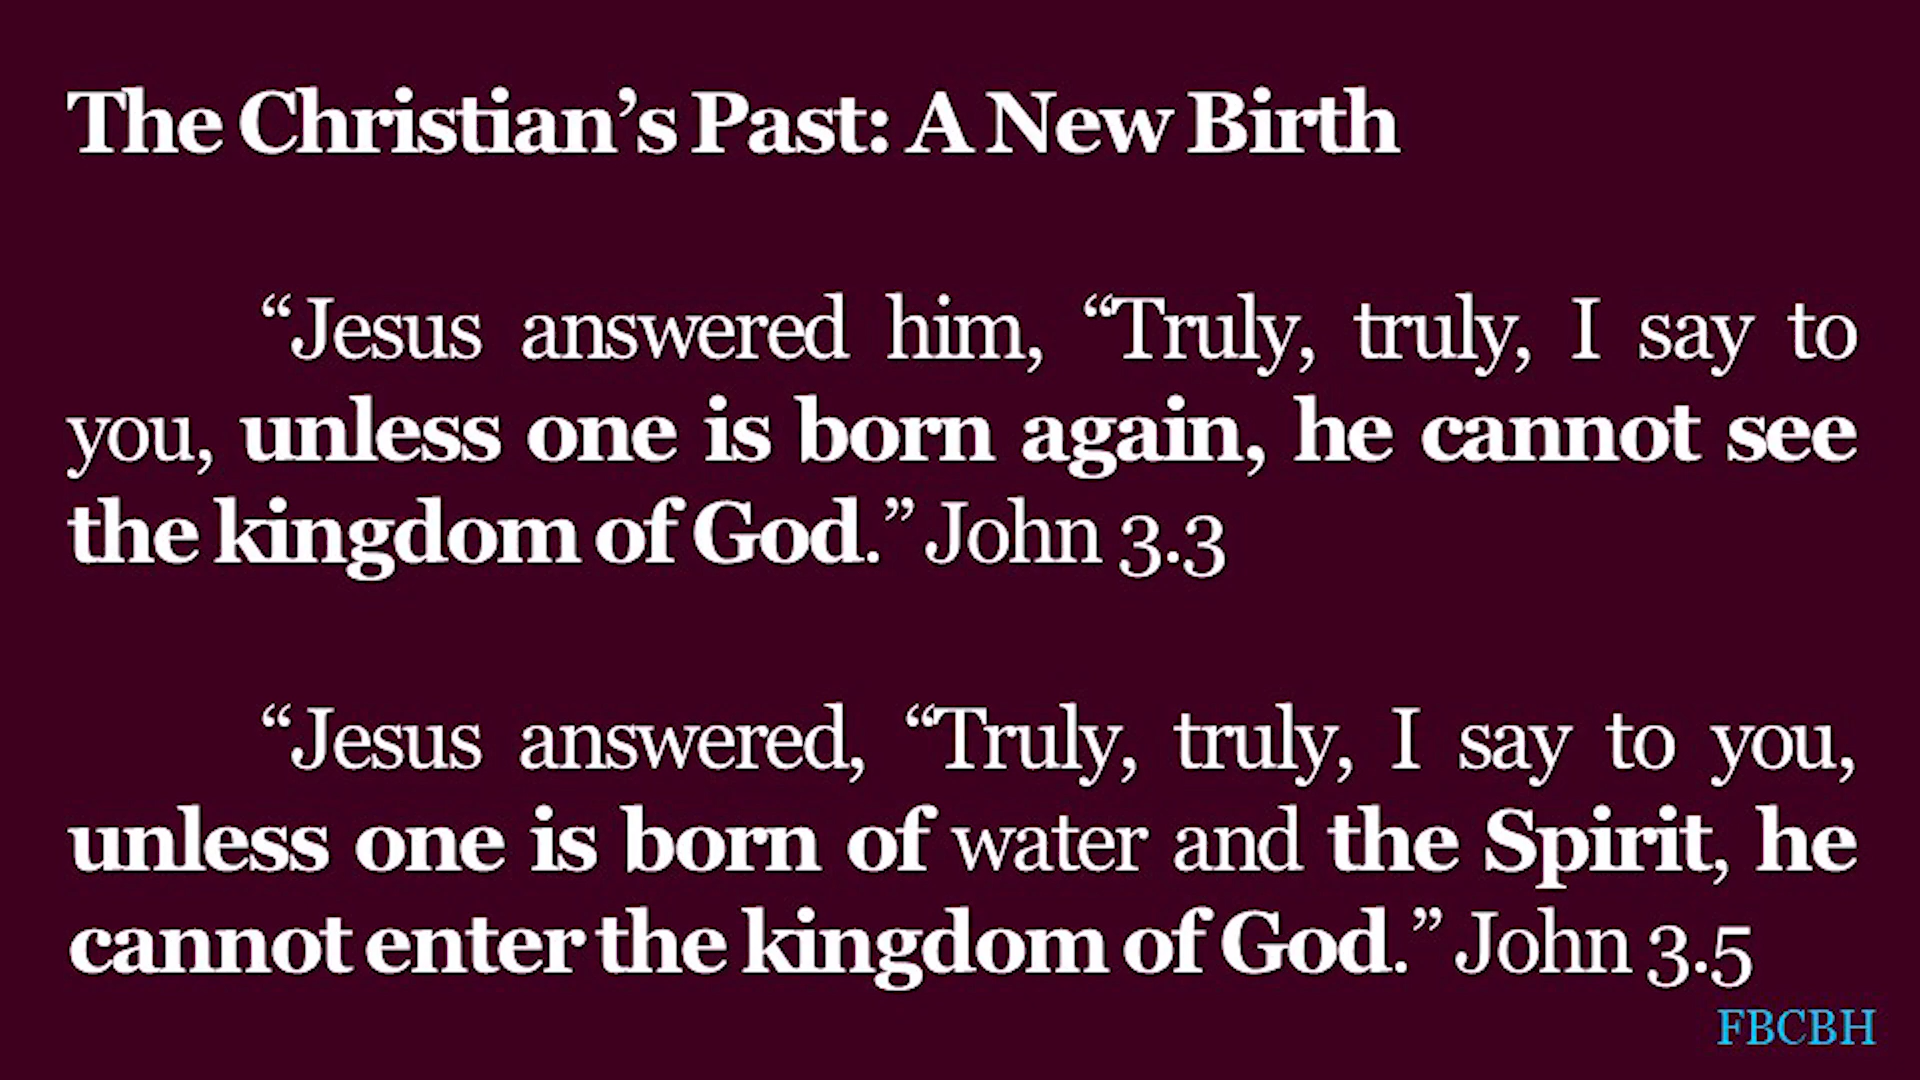 The Christian’s Past: A New Birth
“Jesus answered him, “Truly, truly, I say to
you, unless one is born again, he cannot see
the kingdom of God.” John 3.3
“Jesus answered, “Truly, truly, I say to you,
unless one is born of water and the Spirit, he
cannot enter the kingdom of God.” John 3.5
FBCBH